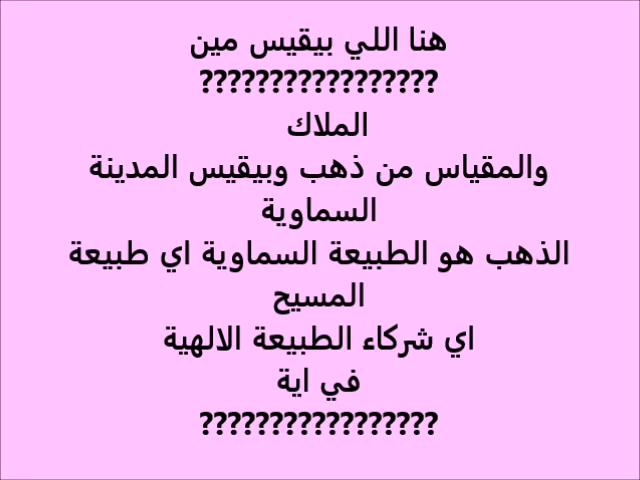 هنا اللي بيقيس مين
?????????????????
الملاك
والمقياس من ذهب وبيقيس المدينة
السماوية
الذهب هو الطبيعة السماوية اي طبيعة
المسيح
اي شركاء الطبيعة الالهية
في اية
?????????????????